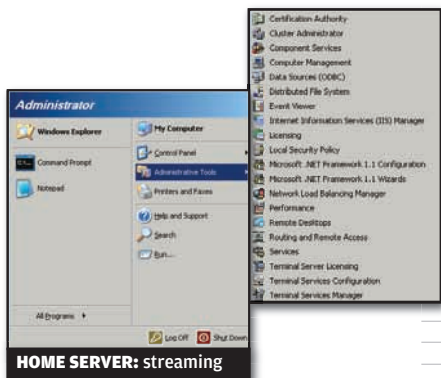 Administrator
Windows Explorer
Command Prompt
Notepad
All Programs
My Computer
Control Panel
Administrative Tools
Printers and Faxes
Help and Support
Search
Run...
Log Off
Shut Down
Certification Authority
Cluster Administrator
Component Services
Computer Management
Data Sources (ODBC)
Distributed File System
Event Viewer
Internet Information Services (IIS) Manager
Licensing
Local Security Policy
Microsoft .NET Framework 1.1 Configuration
Microsoft .NET Framework 1.1 Wizards
Network Load Balancing Manager
Performance
Remote Desktops
Routing and Remote Access
Services
Terminal Server Licensing
Terminal Services Configuration
Terminal Services Manager
HOME SERVER: streaming